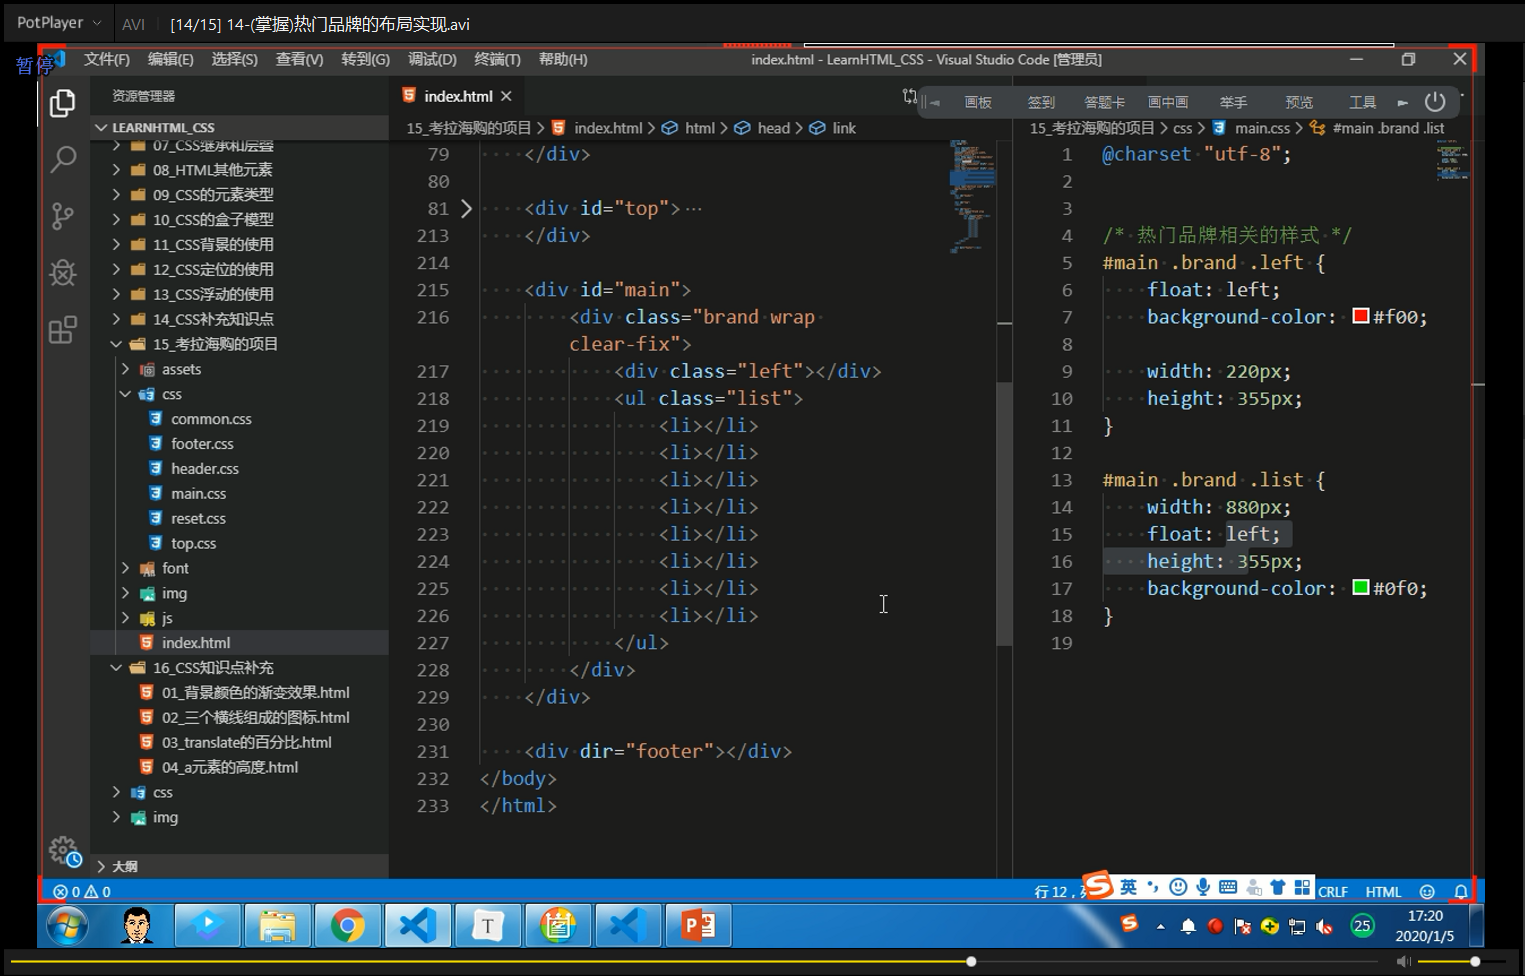 PotPlayer AVI [14/15] 14-(掌握)热门品牌的布局实现.avi
暂停
文件(F) 编辑(E) 选择(S) 查看(V) 转到(G) 调试(D) 终端(T) 帮助(H) index.html - LearnHTML_CSS - Visual Studio Code [管理员]
资源管理器
LEARNHTML_CSS
07_CSS继承和层叠
08_HTML其他元素
09_CSS的元素类型
10_CSS的盒子模型
11_CSS背景的使用
12_CSS定位的使用
13_CSS浮动的使用
14_CSS补充知识点
15_考拉海购的项目
assets
css
common.css
footer.css
header.css
main.css
reset.css
top.css
font
img
js
index.html
16_CSS知识点补充
01_背景颜色的渐变效果.html
02_三个横线组成的图标.html
03_translate的百分比.html
04_a元素的高度.html
css
img
大纲
index.html
15_考拉海购的项目 > index.html > html > head > link
79 </div>
80
81 <div id="top">…
213 </div>
214
215 <div id="main">
216 <div class="brand wrap
clear-fix">
217 <div class="left"></div>
218 <ul class="list">
219 <li></li>
220 <li></li>
221 <li></li>
222 <li></li>
223 <li></li>
224 <li></li>
225 <li></li>
226 <li></li>
227 </ul>
228 </div>
229 </div>
230
231 <div dir="footer"></div>
232 </body>
233 </html>
画板 签到 答题卡 画中画 举手 预览 工具
15_考拉海购的项目 > css > main.css > #main .brand .list
1 @charset "utf-8";
2
3
4 /* 热门品牌相关的样式 */
5 #main .brand .left {
6 float: left;
7 background-color: #f00;
8
9 width: 220px;
10 height: 355px;
11 }
12
13 #main .brand .list {
14 width: 880px;
15 float: left;
16 height: 355px;
17 background-color: #0f0;
18 }
19
0 0 行 12, 英 CRLF HTML
T 25 17:20
2020/1/5